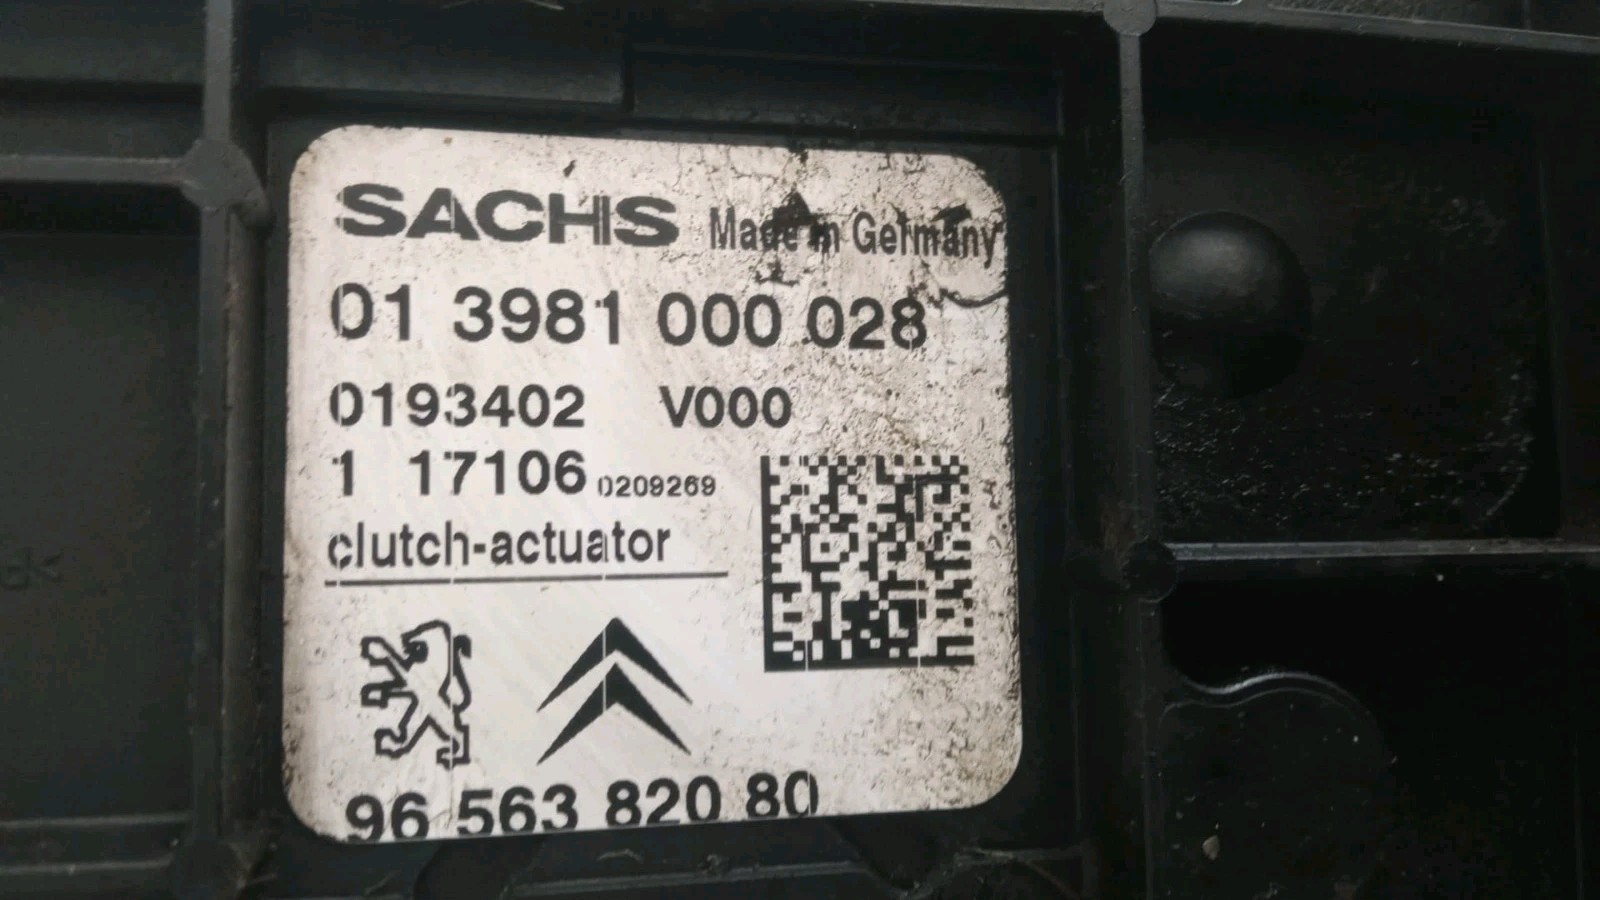 SACHS Made in Germany
01 3981 000 028
0193402 V000
1 17106 0209269
clutch-actuator
96 563 820 80